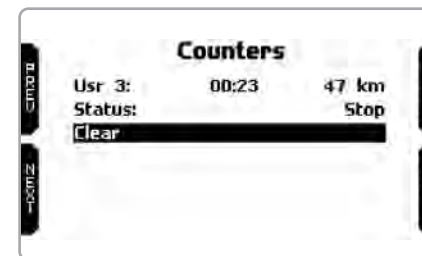 Counters
PREV
Usr 3: 00:23 47 km
Status: Stop
Clear
NEXT